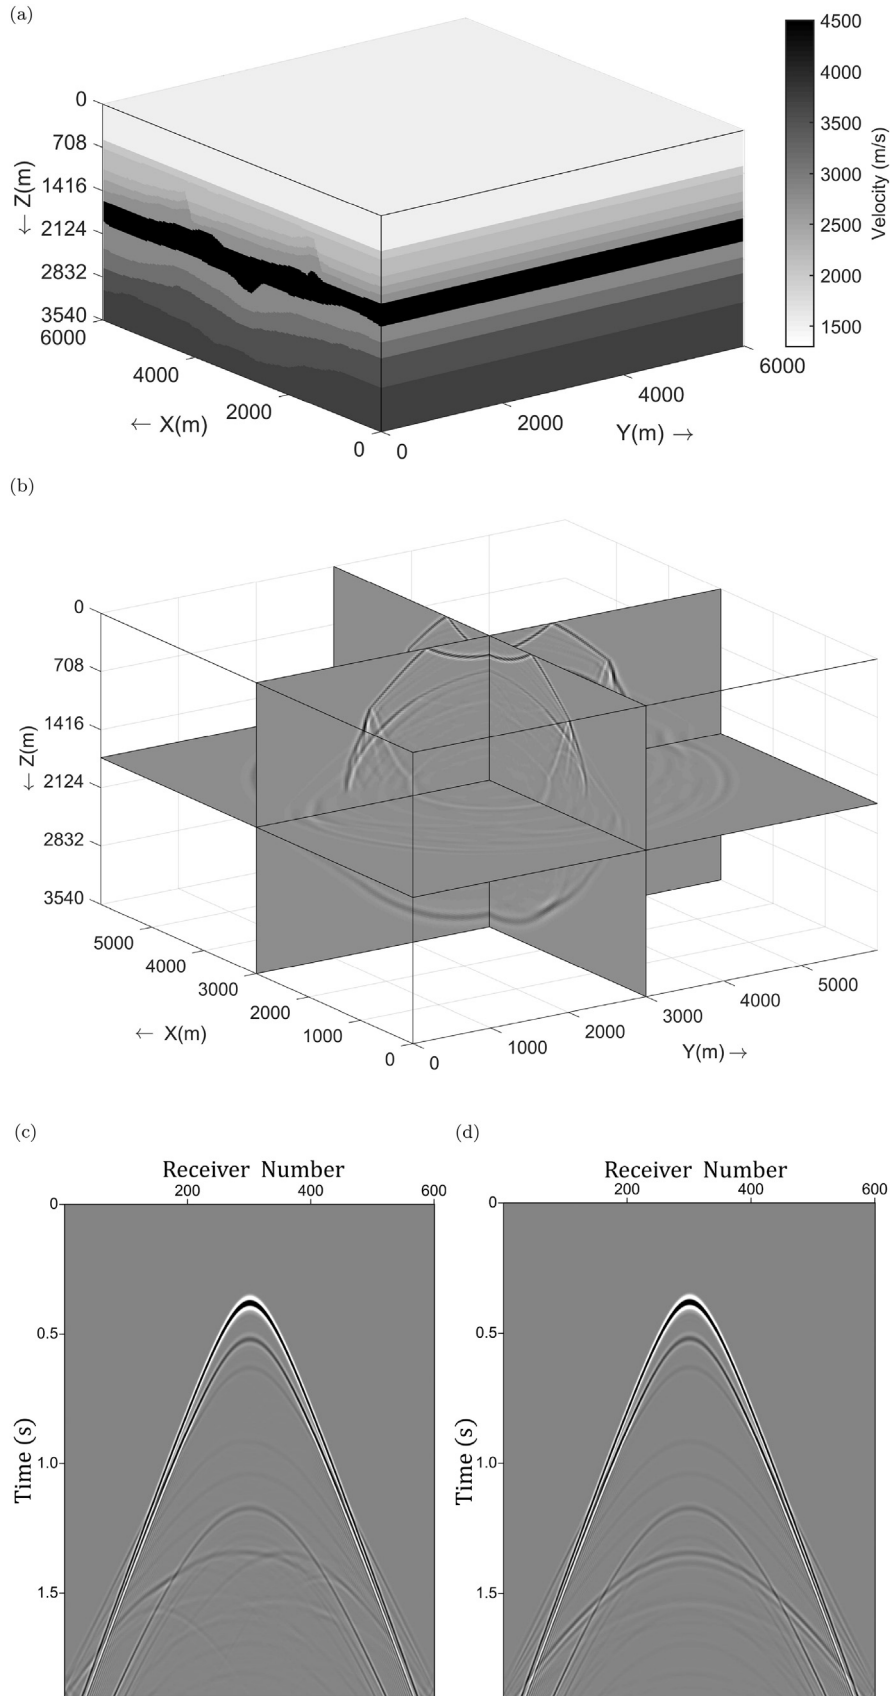 (a)
4500
4000
3500
3000
2500
2000
1500
Velocity (m/s)
0
708
1416
2124
2832
3540
← Z(m)
6000
4000
2000
0
← X(m)
0
2000
4000
6000
Y(m) →
(b)
0
708
1416
2124
2832
3540
← Z(m)
5000
4000
3000
2000
1000
0
← X(m)
0
1000
2000
3000
4000
5000
Y(m) →
(c)
Receiver Number
200 400 600
0
0.5
1.0
1.5
Time (s)
(d)
Receiver Number
200 400 600
0
0.5
1.0
1.5
Time (s)